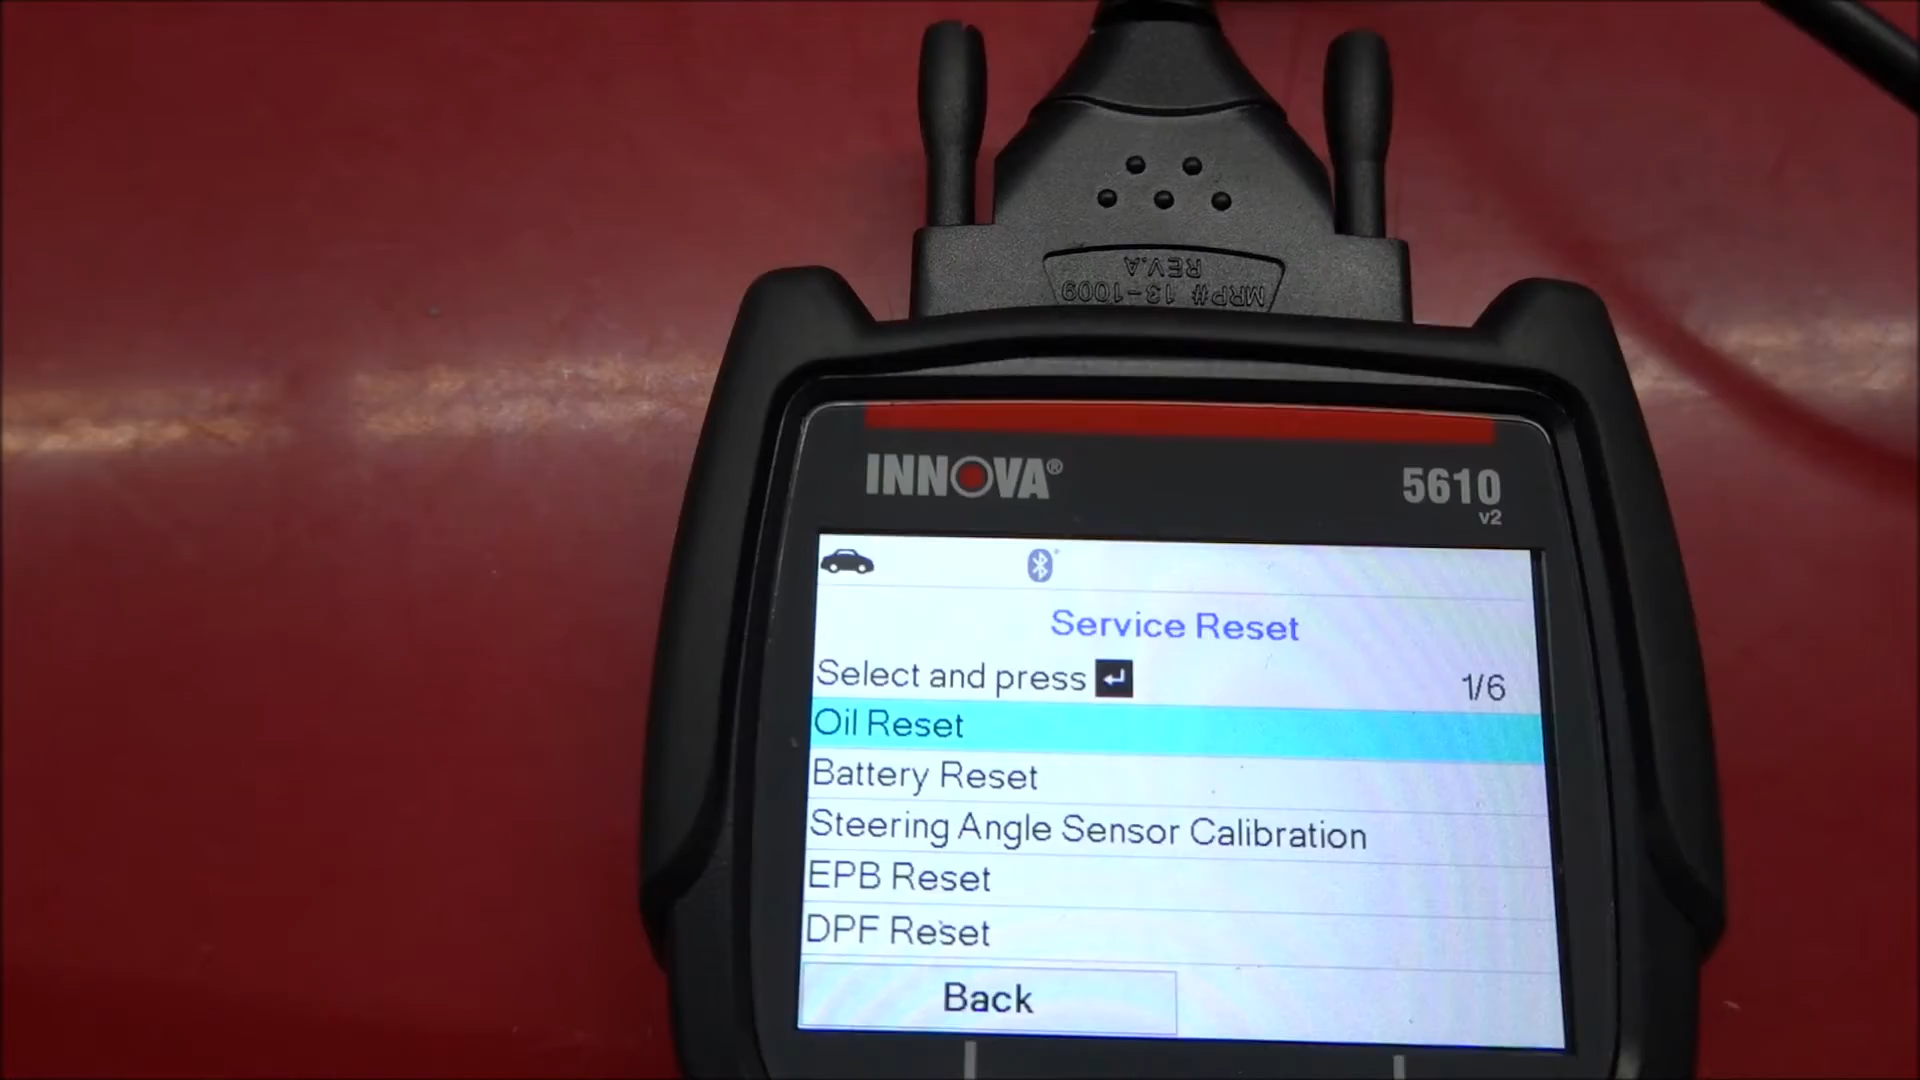 REV.A
MRP# 13-1009
INNOVA®
5610
v2
Service Reset
Select and press
1/6
Oil Reset
Battery Reset
Steering Angle Sensor Calibration
EPB Reset
DPF Reset
Back